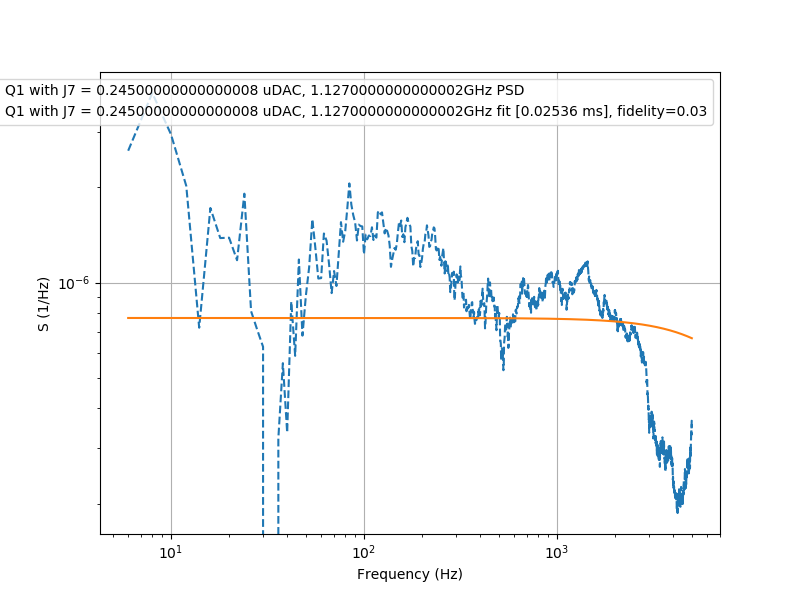 Q1 with J7 = 0.24500000000000008 uDAC, 1.1270000000000002GHz PSD
Q1 with J7 = 0.24500000000000008 uDAC, 1.1270000000000002GHz fit [0.02536 ms], fidelity=0.03
S (1/Hz)
10⁻⁶
10¹ 10² 10³
Frequency (Hz)